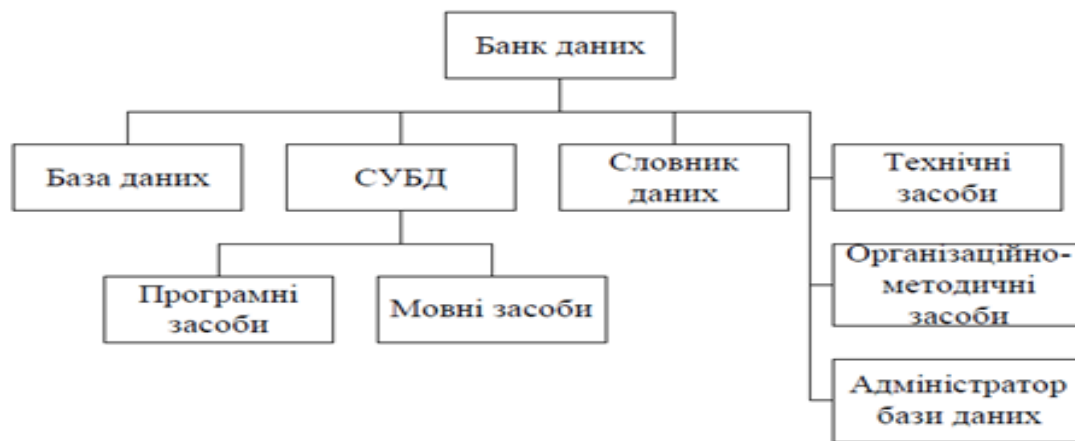 Банк даних
База даних
СУБД
Словник
даних
Технічні
засоби
Програмні
засоби
Мовні засоби
Організаційно-
методичні
засоби
Адміністратор
бази даних